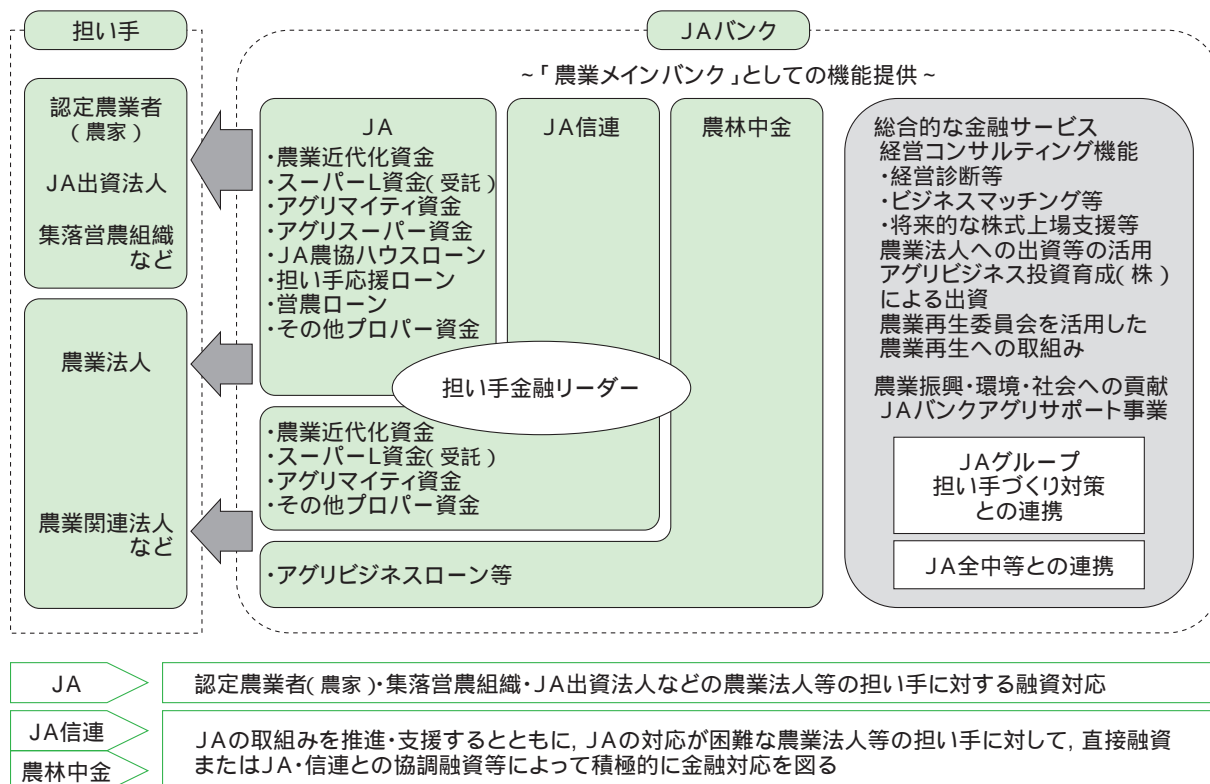 担い手
JAバンク
~「農業メインバンク」としての機能提供~
認定農業者
(農家)
JA出資法人
集落営農組織
など
農業法人
農業関連法人
など
JA
・農業近代化資金
・スーパーL資金(受託)
・アグリマイティ資金
・アグリスーパー資金
・JA農協ハウスローン
・担い手応援ローン
・営農ローン
・その他プロパー資金
JA信連
農林中金
担い手金融リーダー
・農業近代化資金
・スーパーL資金(受託)
・アグリマイティ資金
・その他プロパー資金
・アグリビジネスローン等
総合的な金融サービス
経営コンサルティング機能
・経営診断等
・ビジネスマッチング等
・将来的な株式上場支援等
農業法人への出資等の活用
アグリビジネス投資育成(株)
による出資
農業再生委員会を活用した
農業再生への取組み
農業振興・環境・社会への貢献
JAバンクアグリサポート事業
JAグループ
担い手づくり対策
との連携
JA全中等との連携
JA
認定農業者(農家)・集落営農組織・JA出資法人などの農業法人等の担い手に対する融資対応
JA信連
農林中金
JAの取組みを推進・支援するとともに, JAの対応が困難な農業法人等の担い手に対して, 直接融資
またはJA・信連との協調融資等によって積極的に金融対応を図る